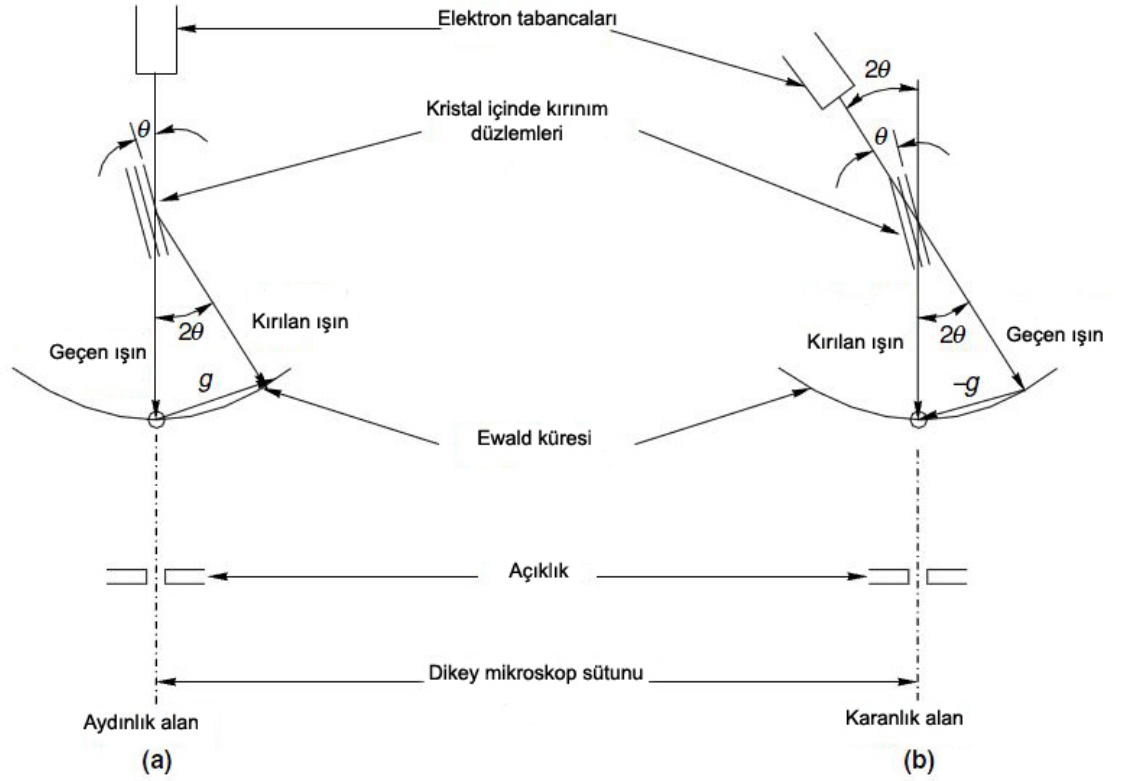 Elektron tabancaları
2θ
Kristal içinde kırınım
düzlemleri
θ
θ
2θ
Kırılan ışın
Geçen ışın
g
Kırılan ışın
2θ
Geçen ışın
–g
Ewald küresi
Açıklık
Dikey mikroskop sütunu
Aydınlık alan
Karanlık alan
(a)
(b)